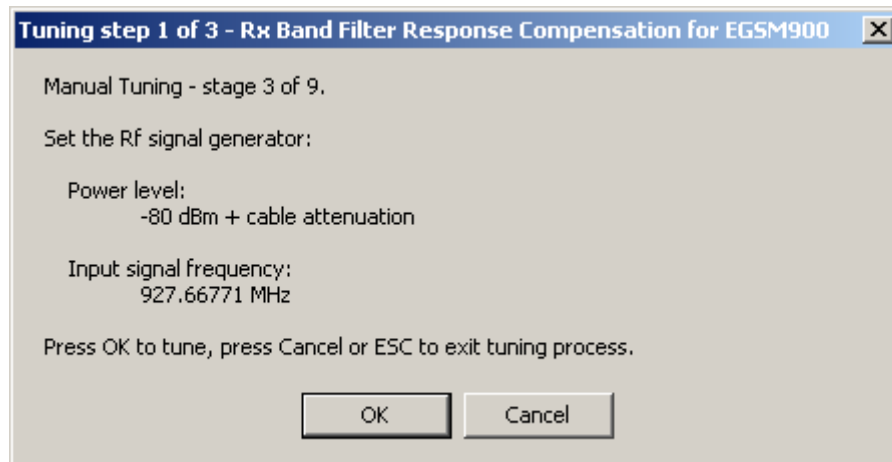 Tuning step 1 of 3 - Rx Band Filter Response Compensation for EGSM900
Manual Tuning - stage 3 of 9.
Set the Rf signal generator:
Power level:
-80 dBm + cable attenuation
Input signal frequency:
927.66771 MHz
Press OK to tune, press Cancel or ESC to exit tuning process.
OK
Cancel